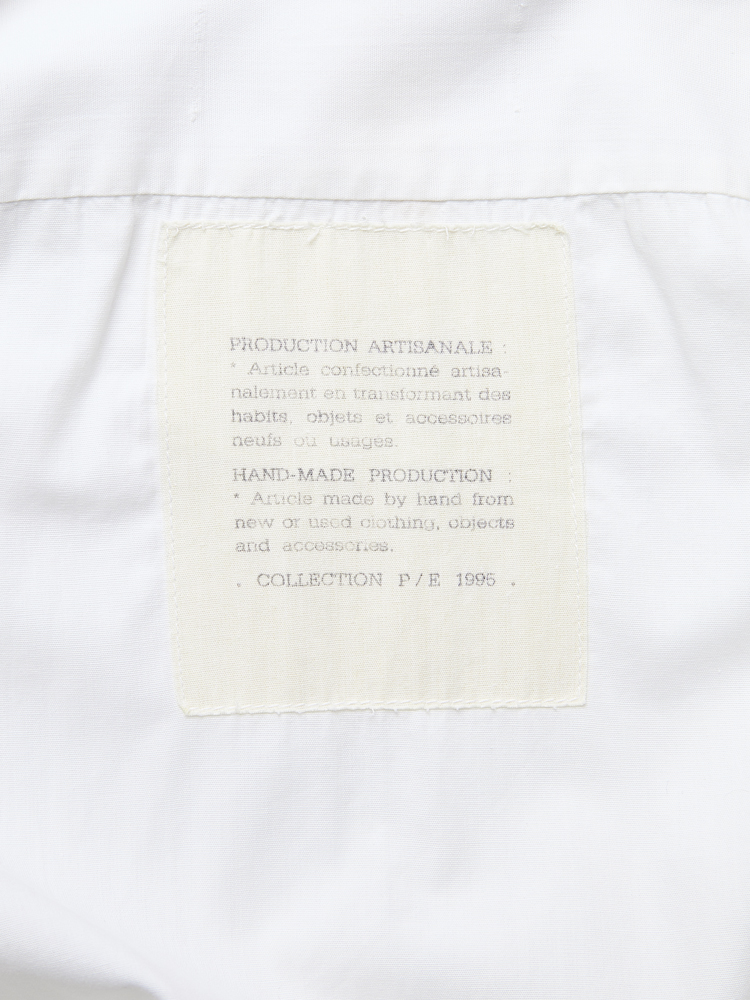 PRODUCTION ARTISANALE :
* Article confectionné artisa-
nalement en transformant des
habits, objets et accessoires
neufs ou usagés.
HAND-MADE PRODUCTION :
* Article made by hand from
new or used clothing, objects
and accessories.
. COLLECTION P/E 1995 .